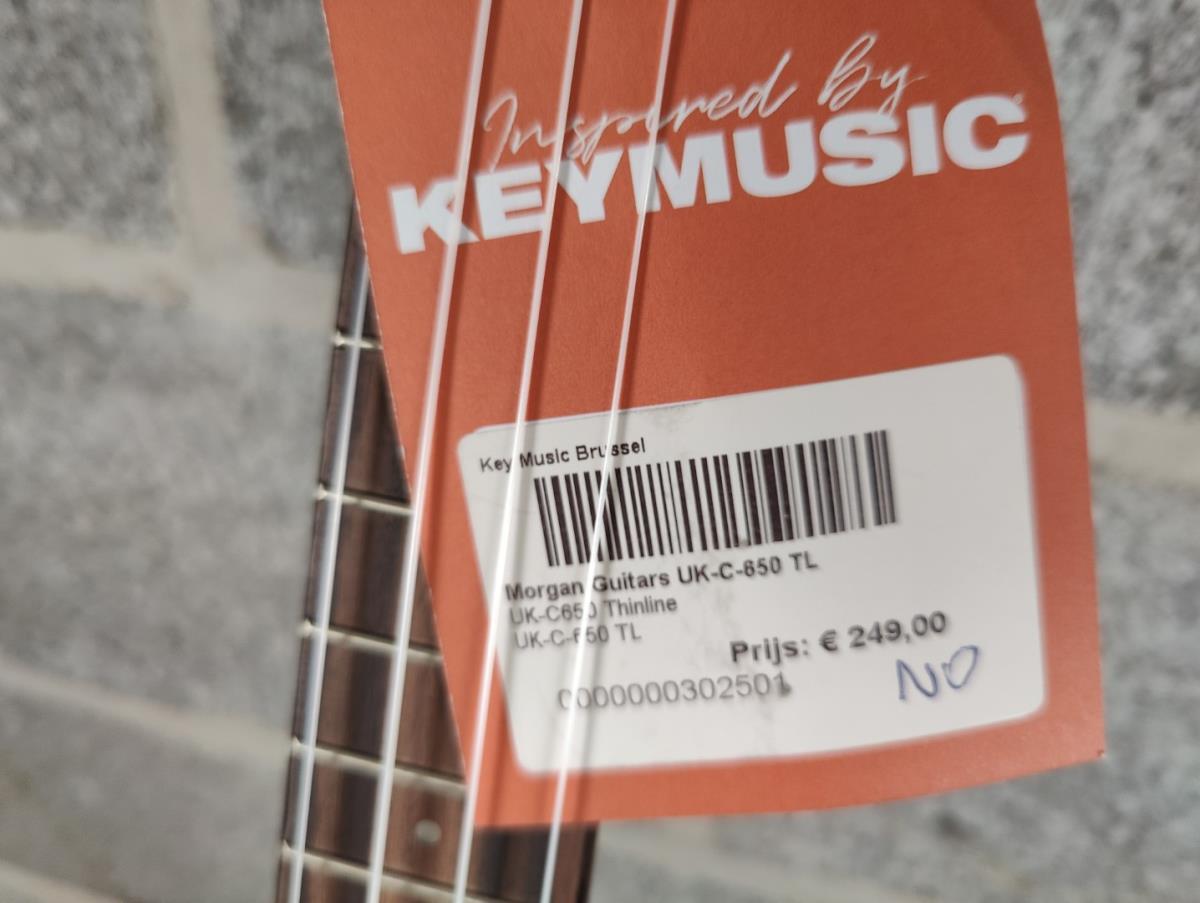 Inspired By
KEYMUSIC
Key Music Brussel
Morgan Guitars UK-C-650 TL
UK-C650 Thinline
UK-C-650 TL
Prijs: € 249,00
0000000302501
NO